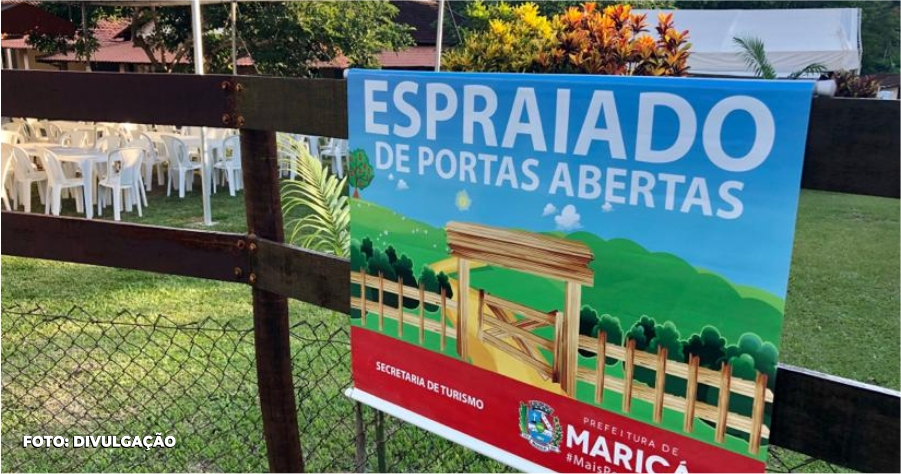 ESPRAIADO
DE PORTAS ABERTAS
SECRETARIA DE TURISMO
PREFEITURA DE
MARICÁ
FOTO: DIVULGAÇÃO